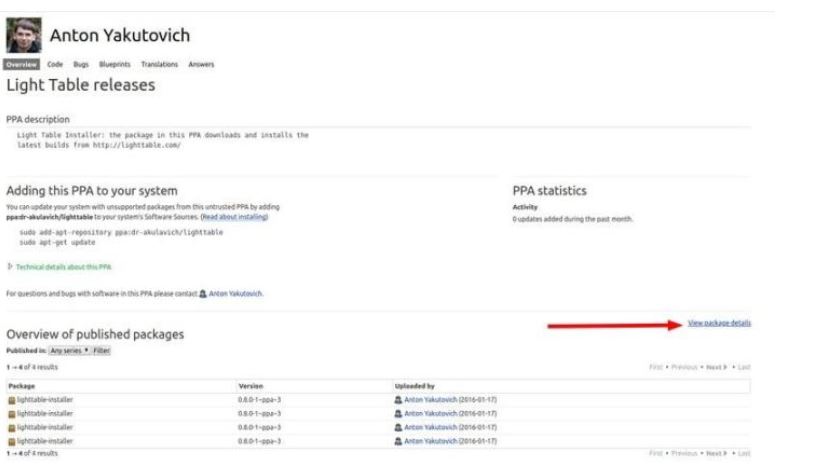 Anton Yakutovich
Overview Code Bugs Blueprints Translations Answers
Light Table releases
PPA description
Light Table Installer: the package in this PPA downloads and installs the
latest builds from http://lighttable.com/
Adding this PPA to your system
You can update your system with unsupported packages from this untrusted PPA by adding
ppa:dr-akulavich/lighttable to your system's Software Sources. (Read about installing)
sudo add-apt-repository ppa:dr-akulavich/lighttable
sudo apt-get update
Technical details about this PPA
For questions and bugs with software in this PPA please contact Anton Yakutovich.
PPA statistics
Activity
0 updates added during the past month.
View package details
Overview of published packages
Published in: Any series Filter
1 → 4 of 4 results First • Previous • Next • Last
Package Version Uploaded by
lighttable-installer 0.8.0-1~ppa~3 Anton Yakutovich (2016-01-17)
lighttable-installer 0.8.0-1~ppa~3 Anton Yakutovich (2016-01-17)
lighttable-installer 0.8.0-1~ppa~3 Anton Yakutovich (2016-01-17)
lighttable-installer 0.8.0-1~ppa~3 Anton Yakutovich (2016-01-17)
1 → 4 of 4 results First • Previous • Next • Last